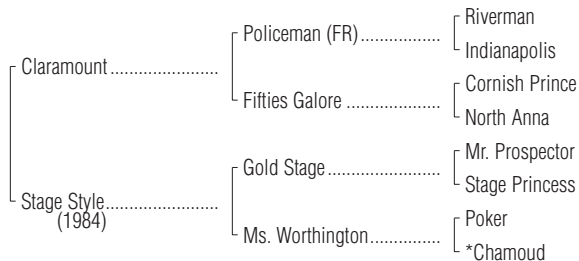 Riverman
Policeman (FR)
Indianapolis
Claramount
Cornish Prince
Fifties Galore
North Anna
Mr. Prospector
Gold Stage
Stage Princess
Stage Style
(1984)
Poker
Ms. Worthington
*Chamoud